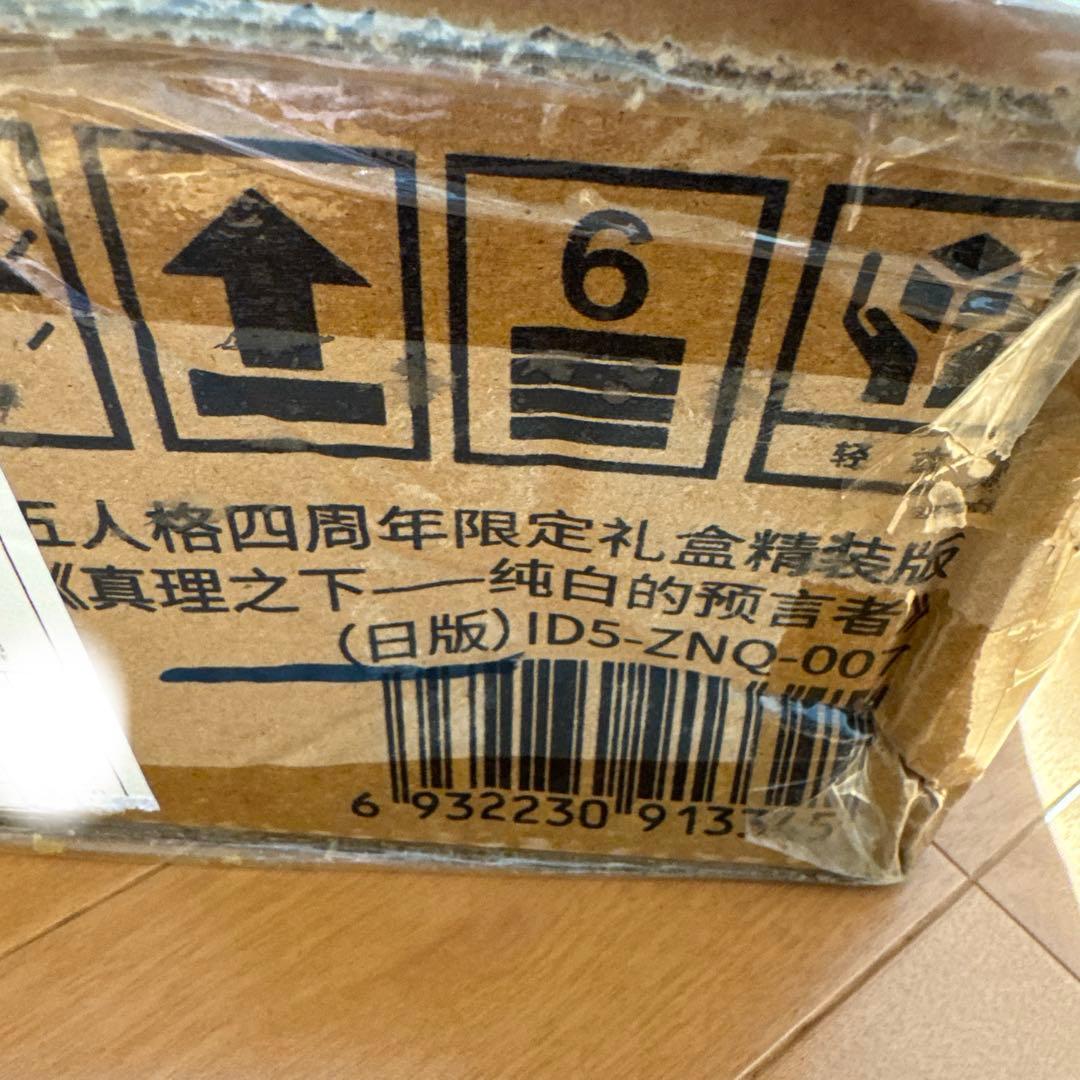 6
轻
五人格四周年限定礼盒精装版
《真理之下——纯白的预言者》
(日版) ID5-ZNQ-007
6 932230 913